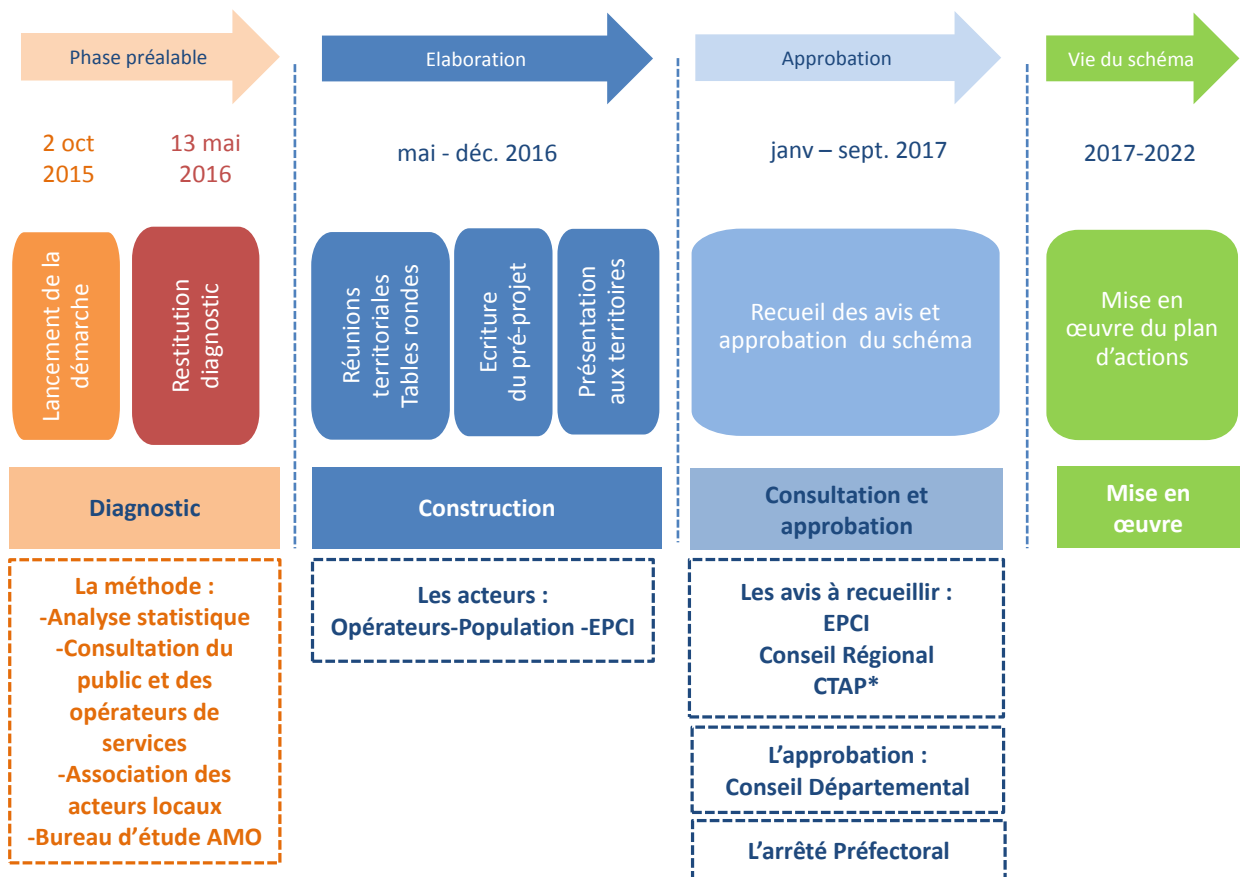 Phase préalable
Elaboration
Approbation
Vie du schéma
2 oct
2015
13 mai
2016
mai - déc. 2016
janv – sept. 2017
2017-2022
Lancement de la
démarche
Restitution
diagnostic
Réunions
territoriales
Tables rondes
Ecriture
du pré-projet
Présentation
aux territoires
Recueil des avis et
approbation du schéma
Mise en
œuvre du plan
d’actions
Diagnostic
Construction
Consultation et
approbation
Mise en
œuvre
La méthode :
-Analyse statistique
-Consultation du
public et des
opérateurs de
services
-Association des
acteurs locaux
-Bureau d’étude AMO
Les acteurs :
Opérateurs-Population -EPCI
Les avis à recueillir :
EPCI
Conseil Régional
CTAP*
L’approbation :
Conseil Départemental
L’arrêté Préfectoral